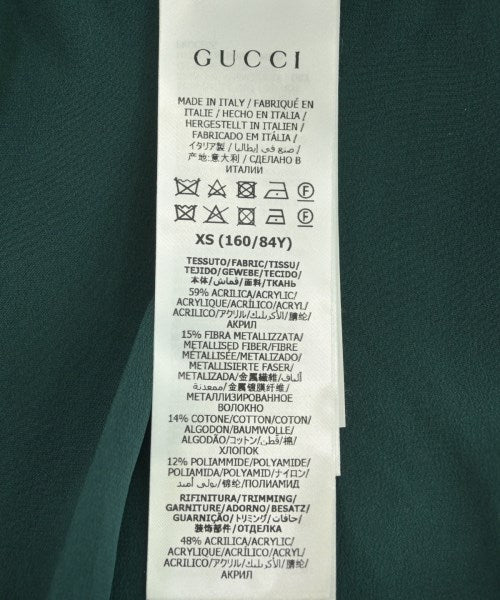 GUCCI
MADE IN ITALY / FABRIQUÉ EN
ITALIE / HECHO EN ITALIA /
HERGESTELLT IN ITALIEN /
FABRICADO EM ITÁLIA /
イタリア製 / صنع في إيطاليا /
产地:意大利 / СДЕЛАНО В
ИТАЛИИ
F
F
XS (160/84Y)
TESSUTO/FABRIC/TISSU/
TEJIDO/GEWEBE/TECIDO/
本体/قماش/面料/ТКАНЬ
59% ACRILICA/ACRYLIC/
ACRYLIQUE/ACRÍLICO/ACRYL/
ACRILICO/アクリル/الأكريليك/腈纶/
АКРИЛ
15% FIBRA METALLIZZATA/
METALLISED FIBER/FIBRE
MÉTALLISÉE/METALIZADO/
METALLISIERTE FASER/
METALIZADA/金属繊維/ألياف
معدنية/金属镀膜纤维/
МЕТАЛЛИЗИРОВАННОЕ
ВОЛОКНО
14% COTONE/COTTON/COTON/
ALGODON/BAUMWOLLE/
ALGODÃO/コットン/قطن/棉/
ХЛОПОК
12% POLIAMMIDE/POLYAMIDE/
POLIAMIDA/POLYAMID/ナイロン/
بولي أميد/锦纶/ПОЛИАМИД
RIFINITURA/TRIMMING/
GARNITURE/ADORNO/BESATZ/
GUARNIÇÃO/トリミング/حافات/
装饰部件/ОТДЕЛКА
48% ACRILICA/ACRYLIC/
ACRYLIQUE/ACRÍLICO/ACRYL/
ACRILICO/アクリル/الأكريليك/腈纶/
АКРИЛ